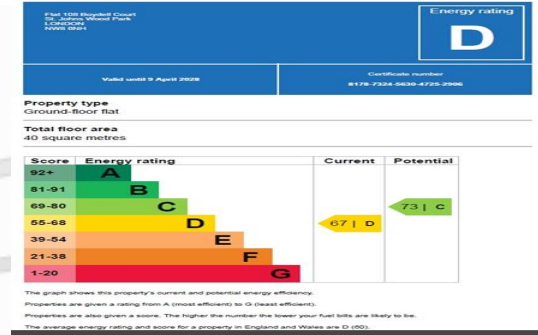 Flat 108 Boydell Court
St. Johns Wood Park
LONDON
NW8 6NH
Energy rating
D
Valid until 9 April 2028
Certificate number
8178-7324-5630-4725-2906
Property type
Ground-floor flat
Total floor area
40 square metres
Score Energy rating Current Potential
92+ A
81-91 B
69-80 C 73 | C
55-68 D 67 | D
39-54 E
21-38 F
1-20 G
The graph shows this property's current and potential energy efficiency.
Properties are given a rating from A (most efficient) to G (least efficient).
Properties are also given a score. The higher the number the lower your fuel bills are likely to be.
The average energy rating and score for a property in England and Wales are D (60).